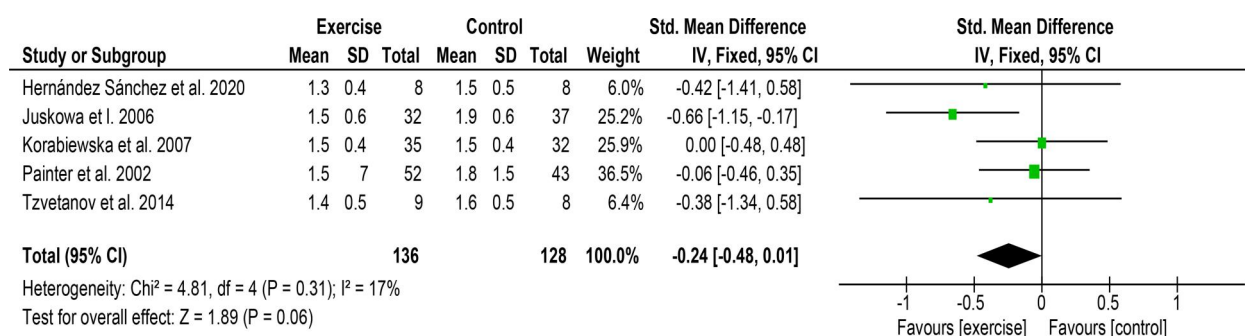 Exercise Control Std. Mean Difference Std. Mean Difference
Study or Subgroup Mean SD Total Mean SD Total Weight IV, Fixed, 95% CI IV, Fixed, 95% CI
Hernández Sánchez et al. 2020 1.3 0.4 8 1.5 0.5 8 6.0% -0.42 [-1.41, 0.58]
Juskowa et l. 2006 1.5 0.6 32 1.9 0.6 37 25.2% -0.66 [-1.15, -0.17]
Korabiewska et al. 2007 1.5 0.4 35 1.5 0.4 32 25.9% 0.00 [-0.48, 0.48]
Painter et al. 2002 1.5 7 52 1.8 1.5 43 36.5% -0.06 [-0.46, 0.35]
Tzvetanov et al. 2014 1.4 0.5 9 1.6 0.5 8 6.4% -0.38 [-1.34, 0.58]
Total (95% CI) 136 128 100.0% -0.24 [-0.48, 0.01]
Heterogeneity: Chi² = 4.81, df = 4 (P = 0.31); I² = 17%
Test for overall effect: Z = 1.89 (P = 0.06)
-1 -0.5 0 0.5 1
Favours [exercise] Favours [control]